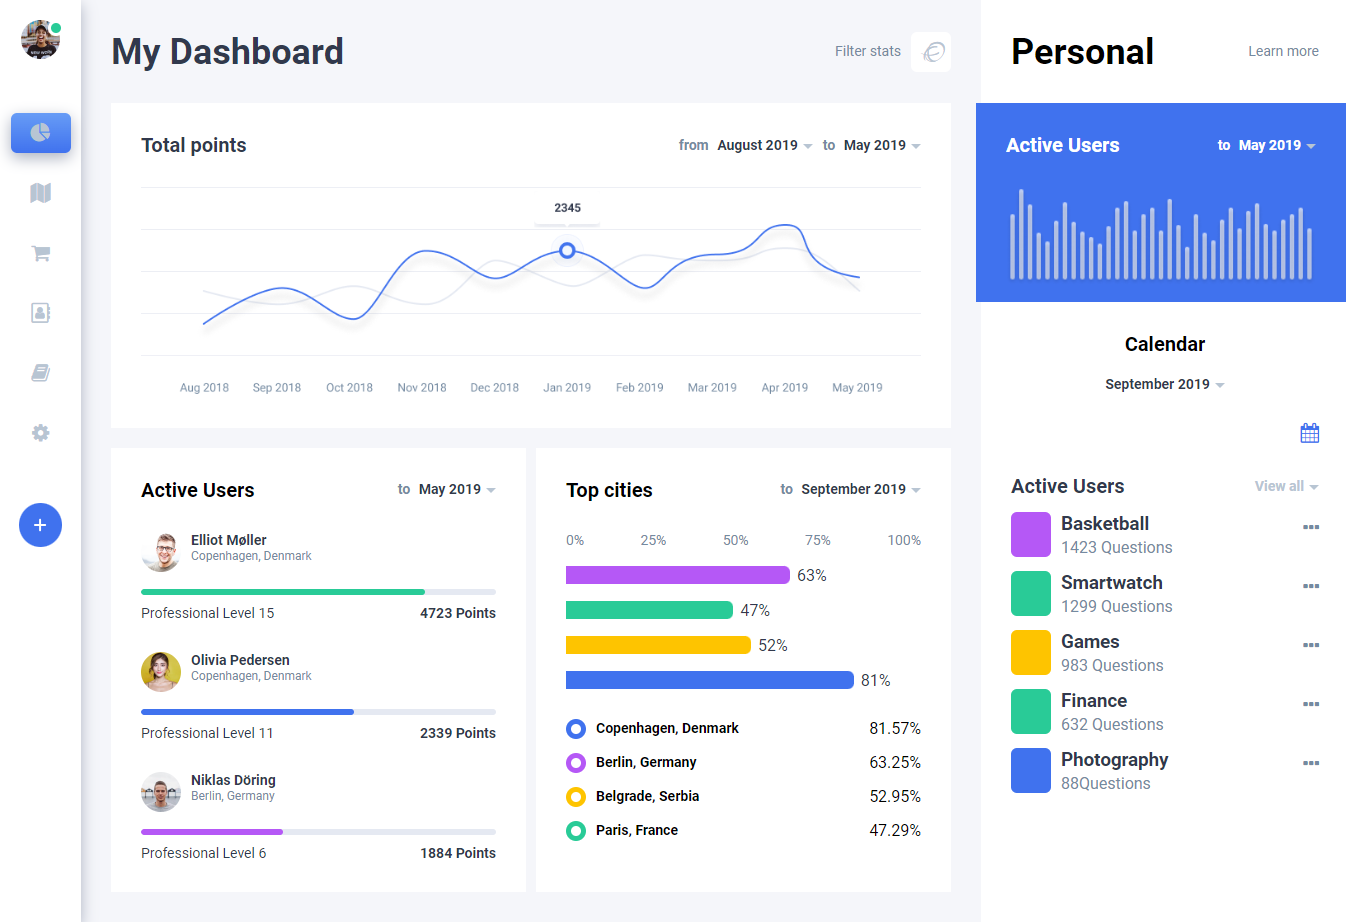 My Dashboard
Filter stats
Total points
from August 2019 to May 2019
2345
Aug 2018 Sep 2018 Oct 2018 Nov 2018 Dec 2018 Jan 2019 Feb 2019 Mar 2019 Apr 2019 May 2019
Active Users
to May 2019
Elliot Møller
Copenhagen, Denmark
Professional Level 15 4723 Points
Olivia Pedersen
Copenhagen, Denmark
Professional Level 11 2339 Points
Niklas Döring
Berlin, Germany
Professional Level 6 1884 Points
Top cities
to September 2019
0% 25% 50% 75% 100%
63%
47%
52%
81%
Copenhagen, Denmark 81.57%
Berlin, Germany 63.25%
Belgrade, Serbia 52.95%
Paris, France 47.29%
Personal
Learn more
Active Users
to May 2019
Calendar
September 2019
Active Users
View all
Basketball
1423 Questions
Smartwatch
1299 Questions
Games
983 Questions
Finance
632 Questions
Photography
88Questions